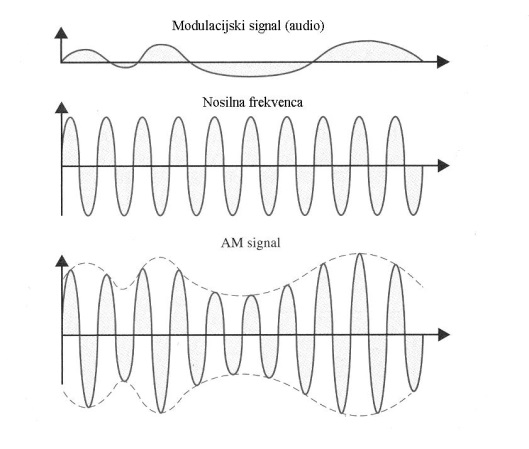 Modulacijski signal (audio)
Nosilna frekvenca
AM signal